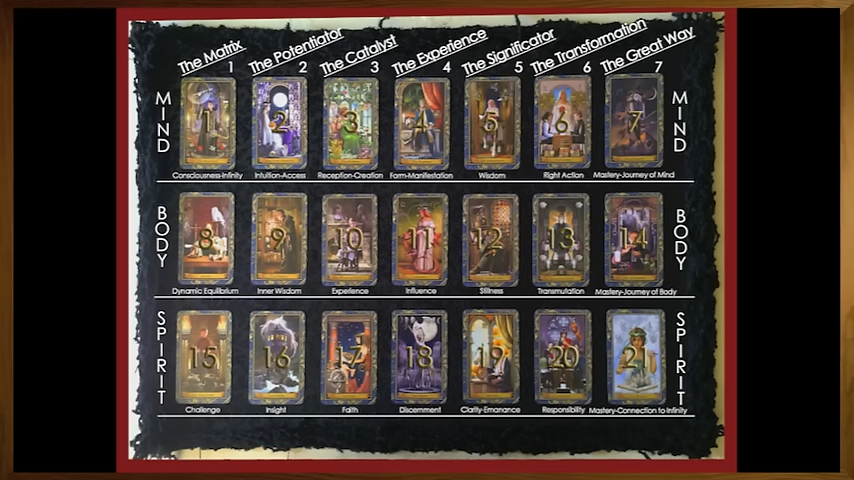 The Matrix The Potentiator The Catalyst The Experience The Significator The Transformation The Great Way
1 2 3 4 5 6 7
MIND 1 2 3 4 5 6 7 MIND
Consciousness-Infinity Intuition-Access Reception-Creation Form-Manifestation Wisdom Right Action Mastery-Journey of Mind
BODY 8 9 10 11 12 13 14 BODY
Dynamic Equilibrium Inner Wisdom Experience Influence Stillness Transmutation Mastery-Journey of Body
SPIRIT 15 16 17 18 19 20 21 SPIRIT
Challenge Insight Faith Discernment Clarity-Emanance Responsibility Mastery-Connection to Infinity